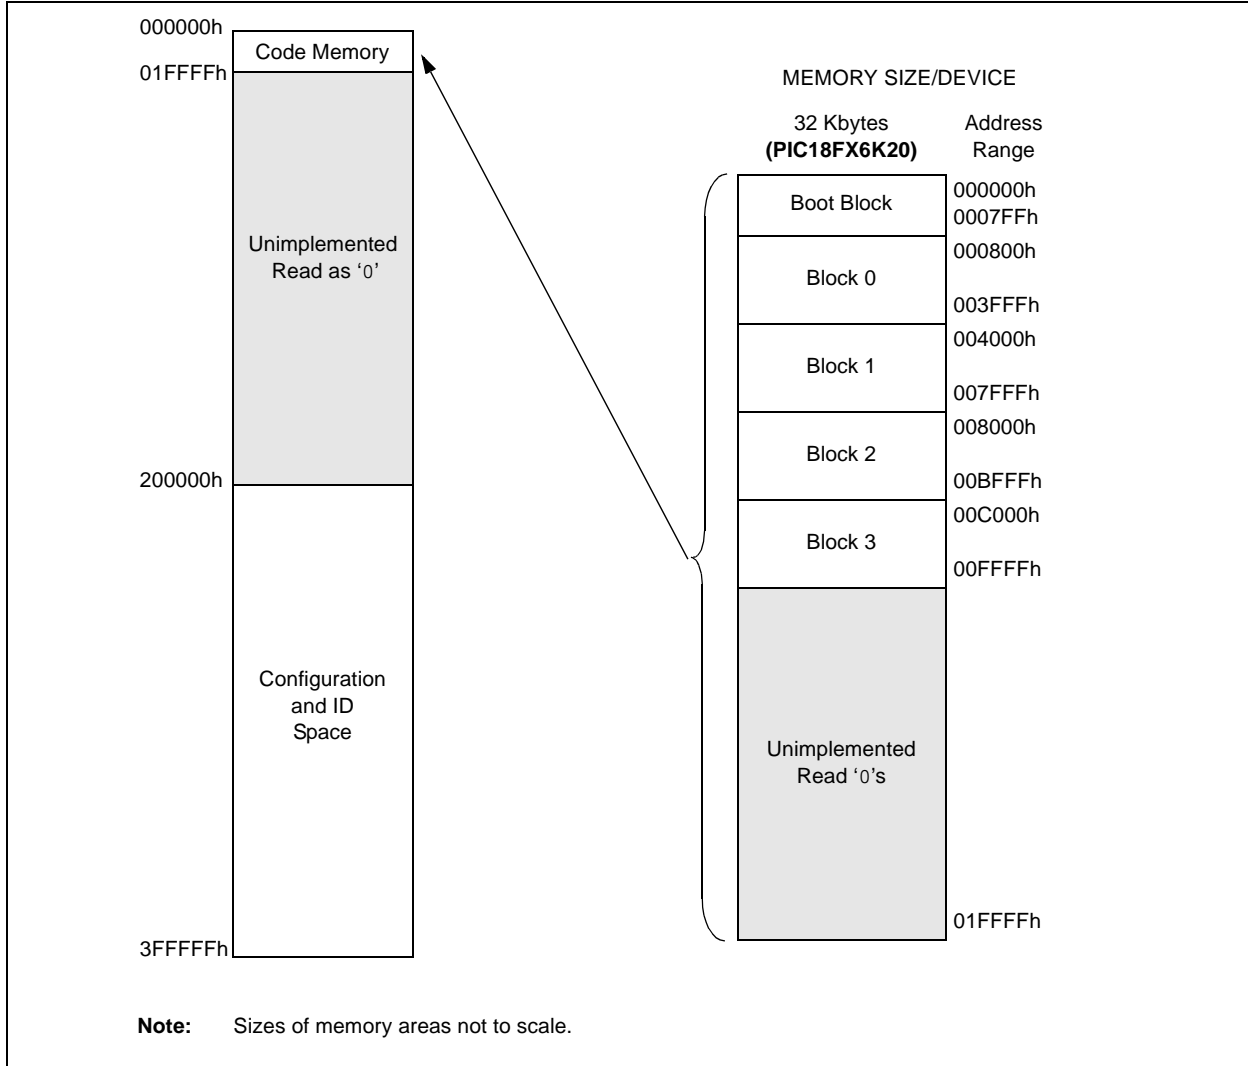 000000h
Code Memory
01FFFFh
Unimplemented
Read as ‘0’
200000h
Configuration
and ID
Space
3FFFFFh
MEMORY SIZE/DEVICE
32 Kbytes
(PIC18FX6K20)
Address
Range
Boot Block
000000h
0007FFh
Block 0
000800h
003FFFh
Block 1
004000h
007FFFh
Block 2
008000h
00BFFFh
Block 3
00C000h
00FFFFh
Unimplemented
Read ‘0’s
01FFFFh
Note: Sizes of memory areas not to scale.